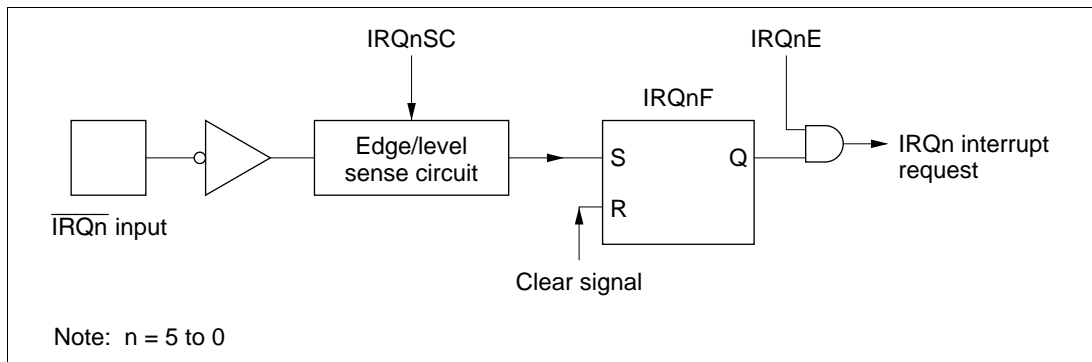 IRQnSC
IRQnE
IRQnF
Edge/level
sense circuit
S
Q
R
IRQn interrupt
request
IRQn input
Clear signal
Note: n = 5 to 0